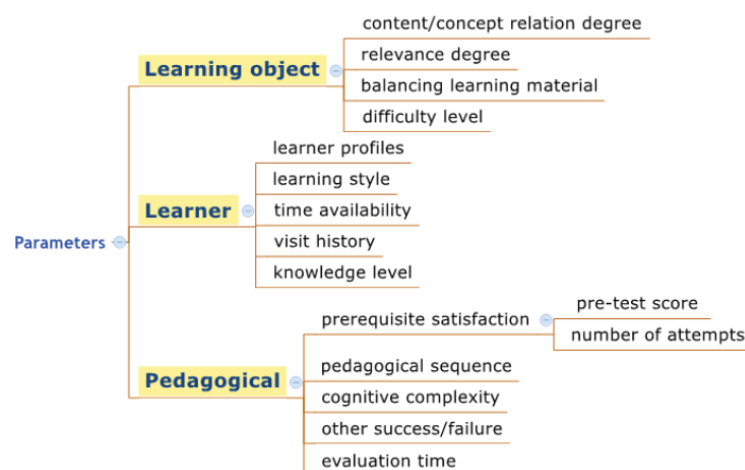 Parameters
Learning object
content/concept relation degree
relevance degree
balancing learning material
difficulty level
Learner
learner profiles
learning style
time availability
visit history
knowledge level
Pedagogical
prerequisite satisfaction
pre-test score
number of attempts
pedagogical sequence
cognitive complexity
other success/failure
evaluation time